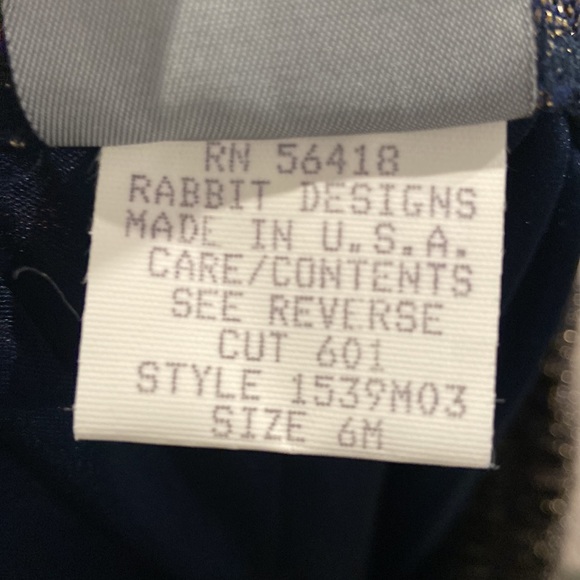 RN 56418
RABBIT DESIGNS
MADE IN U.S.A.
CARE/CONTENTS
SEE REVERSE
CUT 601
STYLE 1539M03
SIZE 6M